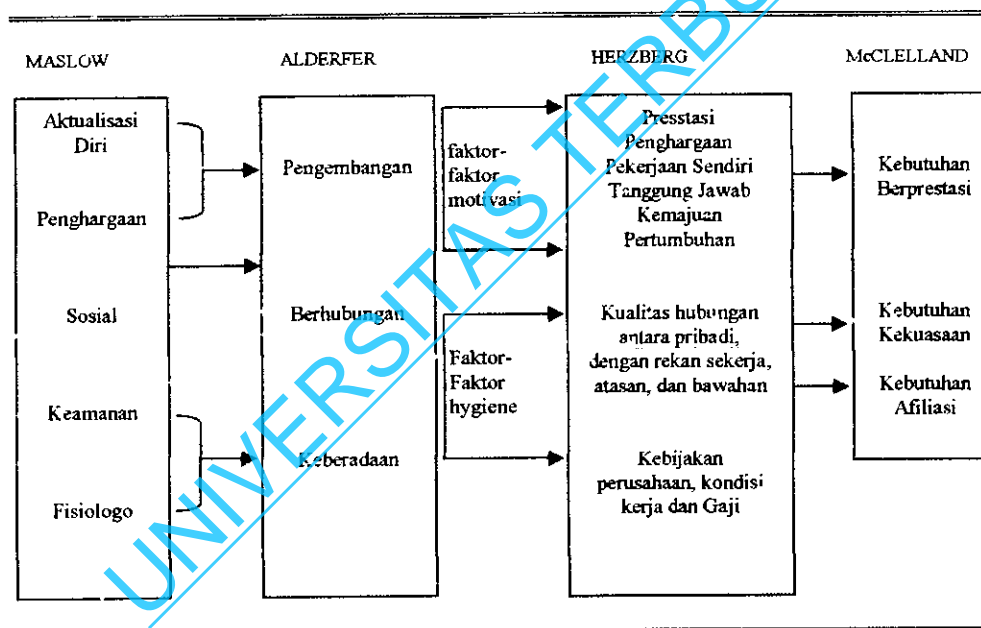 MASLOW
ALDERFER
HERZBERG
McCLELLAND
Aktualisasi
Diri
Penghargaan
Sosial
Keamanan
Fisiologo
Pengembangan
Berhubungan
Keberadaan
faktor-
faktor
motivasi
Faktor-
Faktor
hygiene
Presstasi
Penghargaan
Pekerjaan Sendiri
Tanggung Jawab
Kemajuan
Pertumbuhan
Kualitas hubungan
antara pribadi,
dengan rekan sekerja,
atasan, dan bawahan
Kebijakan
perusahaan, kondisi
kerja dan Gaji
Kebutuhan
Berprestasi
Kebutuhan
Kekuasaan
Kebutuhan
Afiliasi
UNIVERSITAS